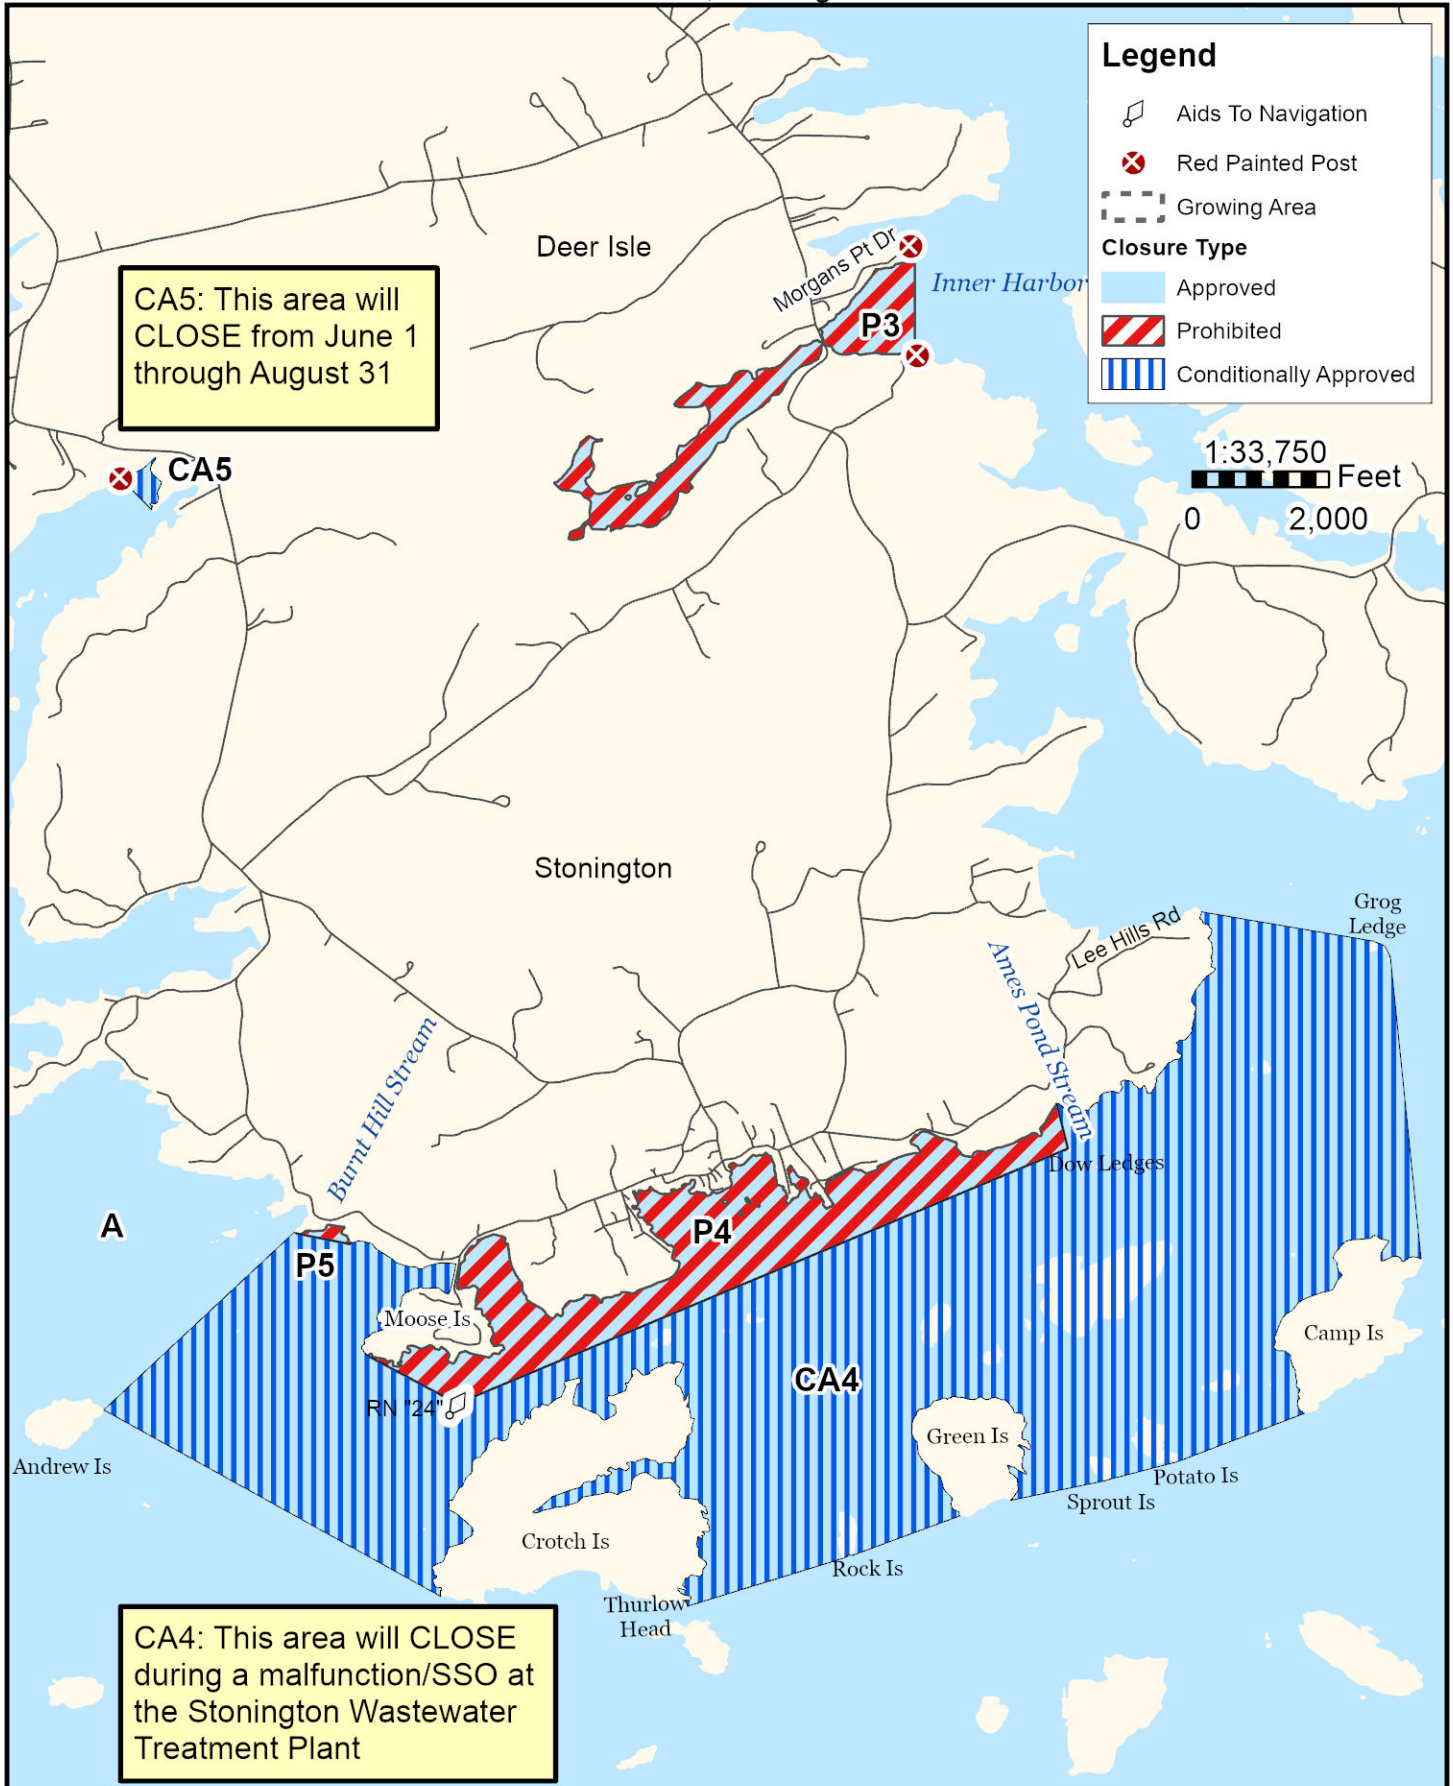 Legend
Aids To Navigation
Red Painted Post
Growing Area
Closure Type
Approved
Prohibited
Conditionally Approved
1:33,750
Feet
0 2,000
Deer Isle
Morgans Pt Dr
Inner Harbor
P3
CA5: This area will
CLOSE from June 1
through August 31
CA5
Stonington
Grog
Ledge
Lee Hills Rd
Ames Pond Stream
Burnt Hill Stream
Dow Ledges
A
P5
P4
Moose Is
Camp Is
CA4
RN "24"
Green Is
Andrew Is
Potato Is
Sprout Is
Crotch Is
Rock Is
Thurlow
Head
CA4: This area will CLOSE
during a malfunction/SSO at
the Stonington Wastewater
Treatment Plant